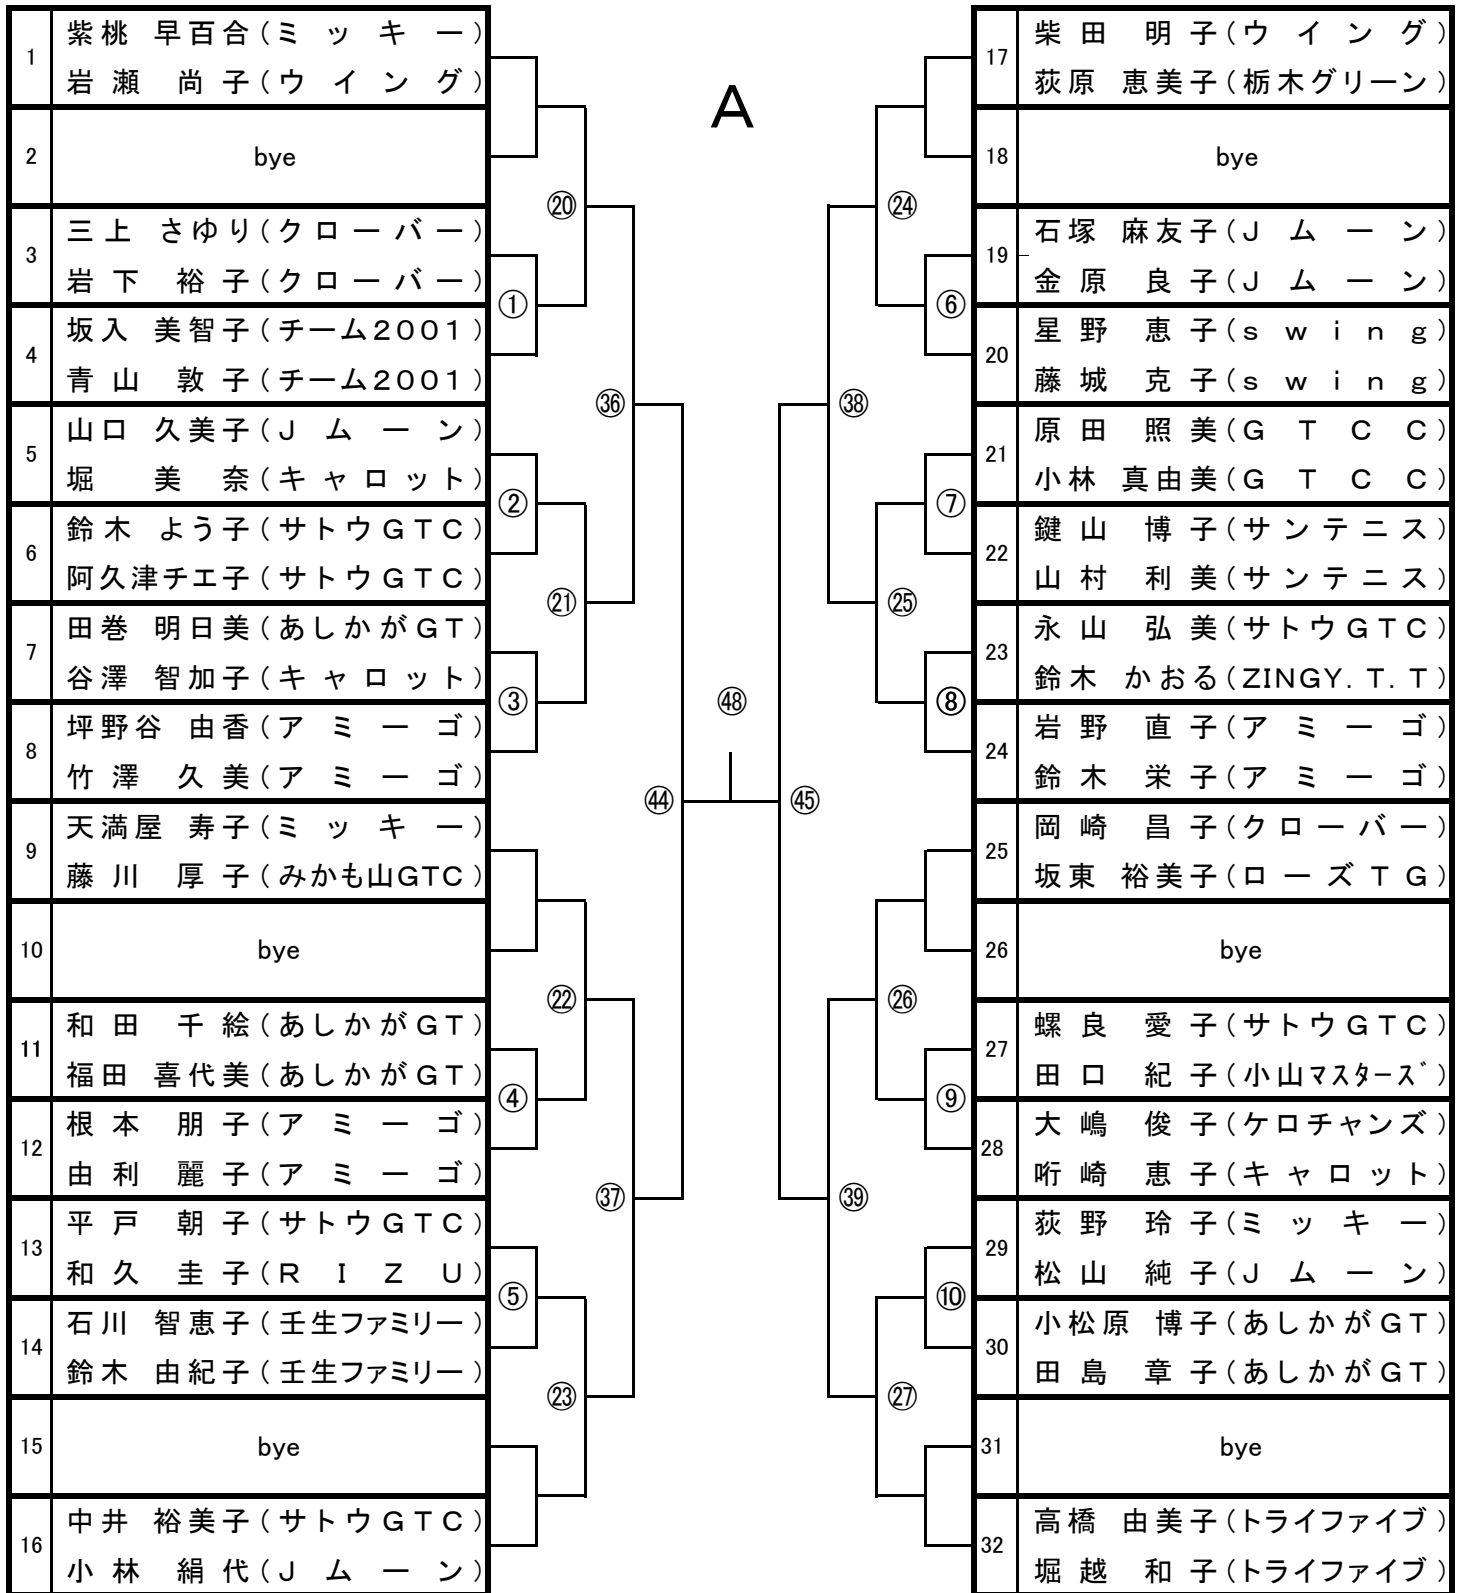 A
1
紫桃 早百合(ミッキー)
岩瀬 尚子(ウイング)
2
bye
3
三上 さゆり(クローバー)
岩下 裕子(クローバー)
4
坂入 美智子(チーム2001)
青山 敦子(チーム2001)
5
山口 久美子(Jムーン)
堀 美奈(キャロット)
6
鈴木 よう子(サトウGTC)
阿久津チエ子(サトウGTC)
7
田巻 明日美(あしかがGT)
谷澤 智加子(キャロット)
8
坪野谷 由香(アミーゴ)
竹澤 久美(アミーゴ)
9
天満屋 寿子(ミッキー)
藤川 厚子(みかも山GTC)
10
bye
11
和田 千絵(あしかがGT)
福田 喜代美(あしかがGT)
12
根本 朋子(アミーゴ)
由利 麗子(アミーゴ)
13
平戸 朝子(サトウGTC)
和久 圭子(RIZU)
14
石川 智恵子(壬生ファミリー)
鈴木 由紀子(壬生ファミリー)
15
bye
16
中井 裕美子(サトウGTC)
小林 絹代(Jムーン)
①
②
③
④
⑤
⑳
㉑
㉒
㉓
㊱
㊲
㊹
㊽
㊺
㊳
㊴
㉔
㉕
㉖
㉗
⑥
⑦
⑧
⑨
⑩
17
柴田 明子(ウイング)
荻原 恵美子(栃木グリーン)
18
bye
19
石塚 麻友子(Jムーン)
金原 良子(Jムーン)
20
星野 恵子(swing)
藤城 克子(swing)
21
原田 照美(GTCC)
小林 真由美(GTCC)
22
鍵山 博子(サンテニス)
山村 利美(サンテニス)
23
永山 弘美(サトウGTC)
鈴木 かおる(ZINGY.T.T)
24
岩野 直子(アミーゴ)
鈴木 栄子(アミーゴ)
25
岡崎 昌子(クローバー)
坂東 裕美子(ローズTG)
26
bye
27
螺良 愛子(サトウGTC)
田口 紀子(小山ﾏｽﾀｰｽﾞ)
28
大嶋 俊子(ケロチャンズ)
哘崎 恵子(キャロット)
29
荻野 玲子(ミッキー)
松山 純子(Jムーン)
30
小松原 博子(あしかがGT)
田島 章子(あしかがGT)
31
bye
32
高橋 由美子(トライファイブ)
堀越 和子(トライファイブ)